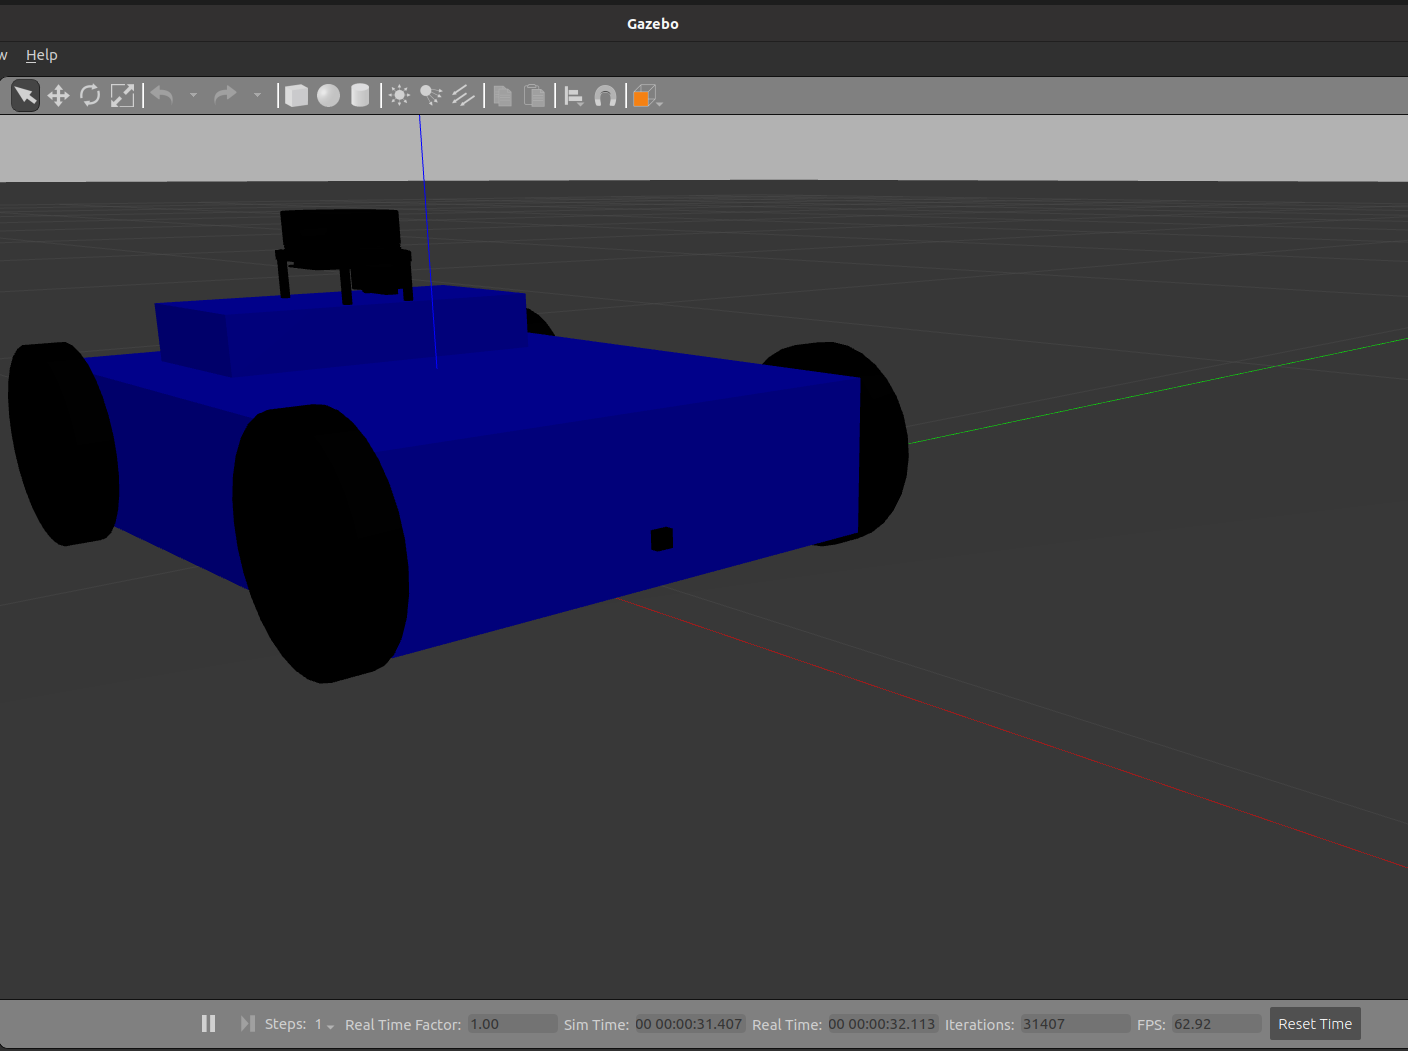 Gazebo
w Help
Steps: 1 Real Time Factor: 1.00 Sim Time: 00 00:00:31.407 Real Time: 00 00:00:32.113 Iterations: 31407 FPS: 62.92 Reset Time